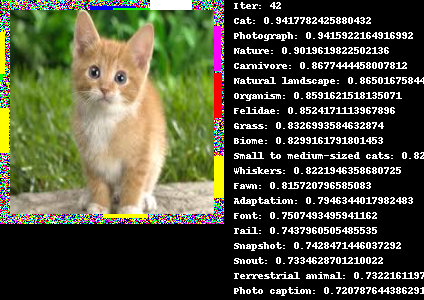 Iter: 42
Cat: 0.9417782425880432
Photograph: 0.9415922164916992
Nature: 0.9019619822502136
Carnivore: 0.8677444458007812
Natural landscape: 0.86501675844
Organism: 0.8591621518135071
Felidae: 0.8524171113967896
Grass: 0.8326993584632874
Biome: 0.8299161791801453
Small to medium-sized cats: 0.82
Whiskers: 0.8221946358680725
Fawn: 0.815720796585083
Adaptation: 0.7946344017982483
Font: 0.7507493495941162
Tail: 0.7437960505485535
Snapshot: 0.7428471446037292
Snout: 0.7334628701210022
Terrestrial animal: 0.7322161197
Photo caption: 0.720787644386291